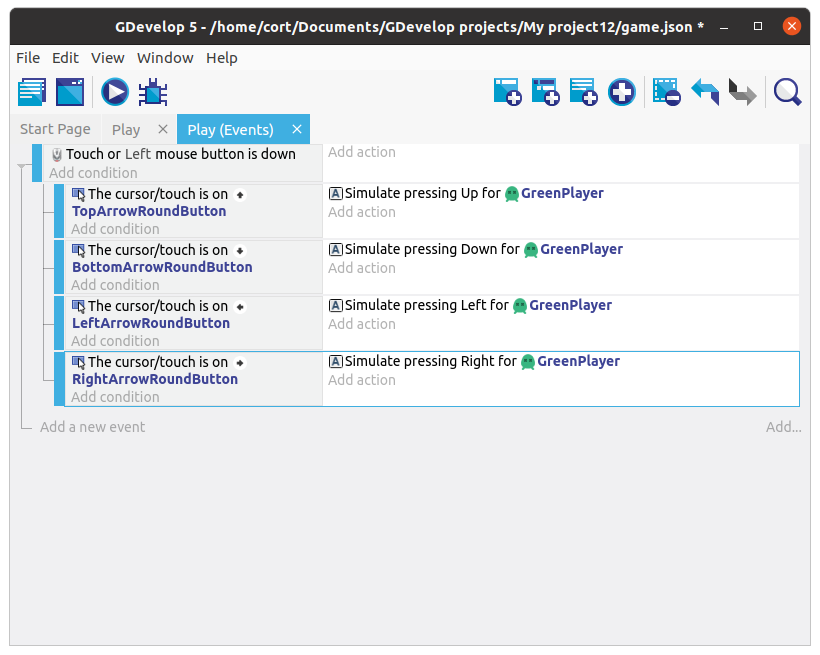 GDevelop 5 - /home/cort/Documents/GDevelop projects/My project12/game.json *
File Edit View Window Help
Start Page Play Play (Events)
Touch or Left mouse button is down
Add action
Add condition
The cursor/touch is on
TopArrowRoundButton
Add condition
Simulate pressing Up for GreenPlayer
Add action
The cursor/touch is on
BottomArrowRoundButton
Add condition
Simulate pressing Down for GreenPlayer
Add action
The cursor/touch is on
LeftArrowRoundButton
Add condition
Simulate pressing Left for GreenPlayer
Add action
The cursor/touch is on
RightArrowRoundButton
Add condition
Simulate pressing Right for GreenPlayer
Add action
Add a new event
Add...